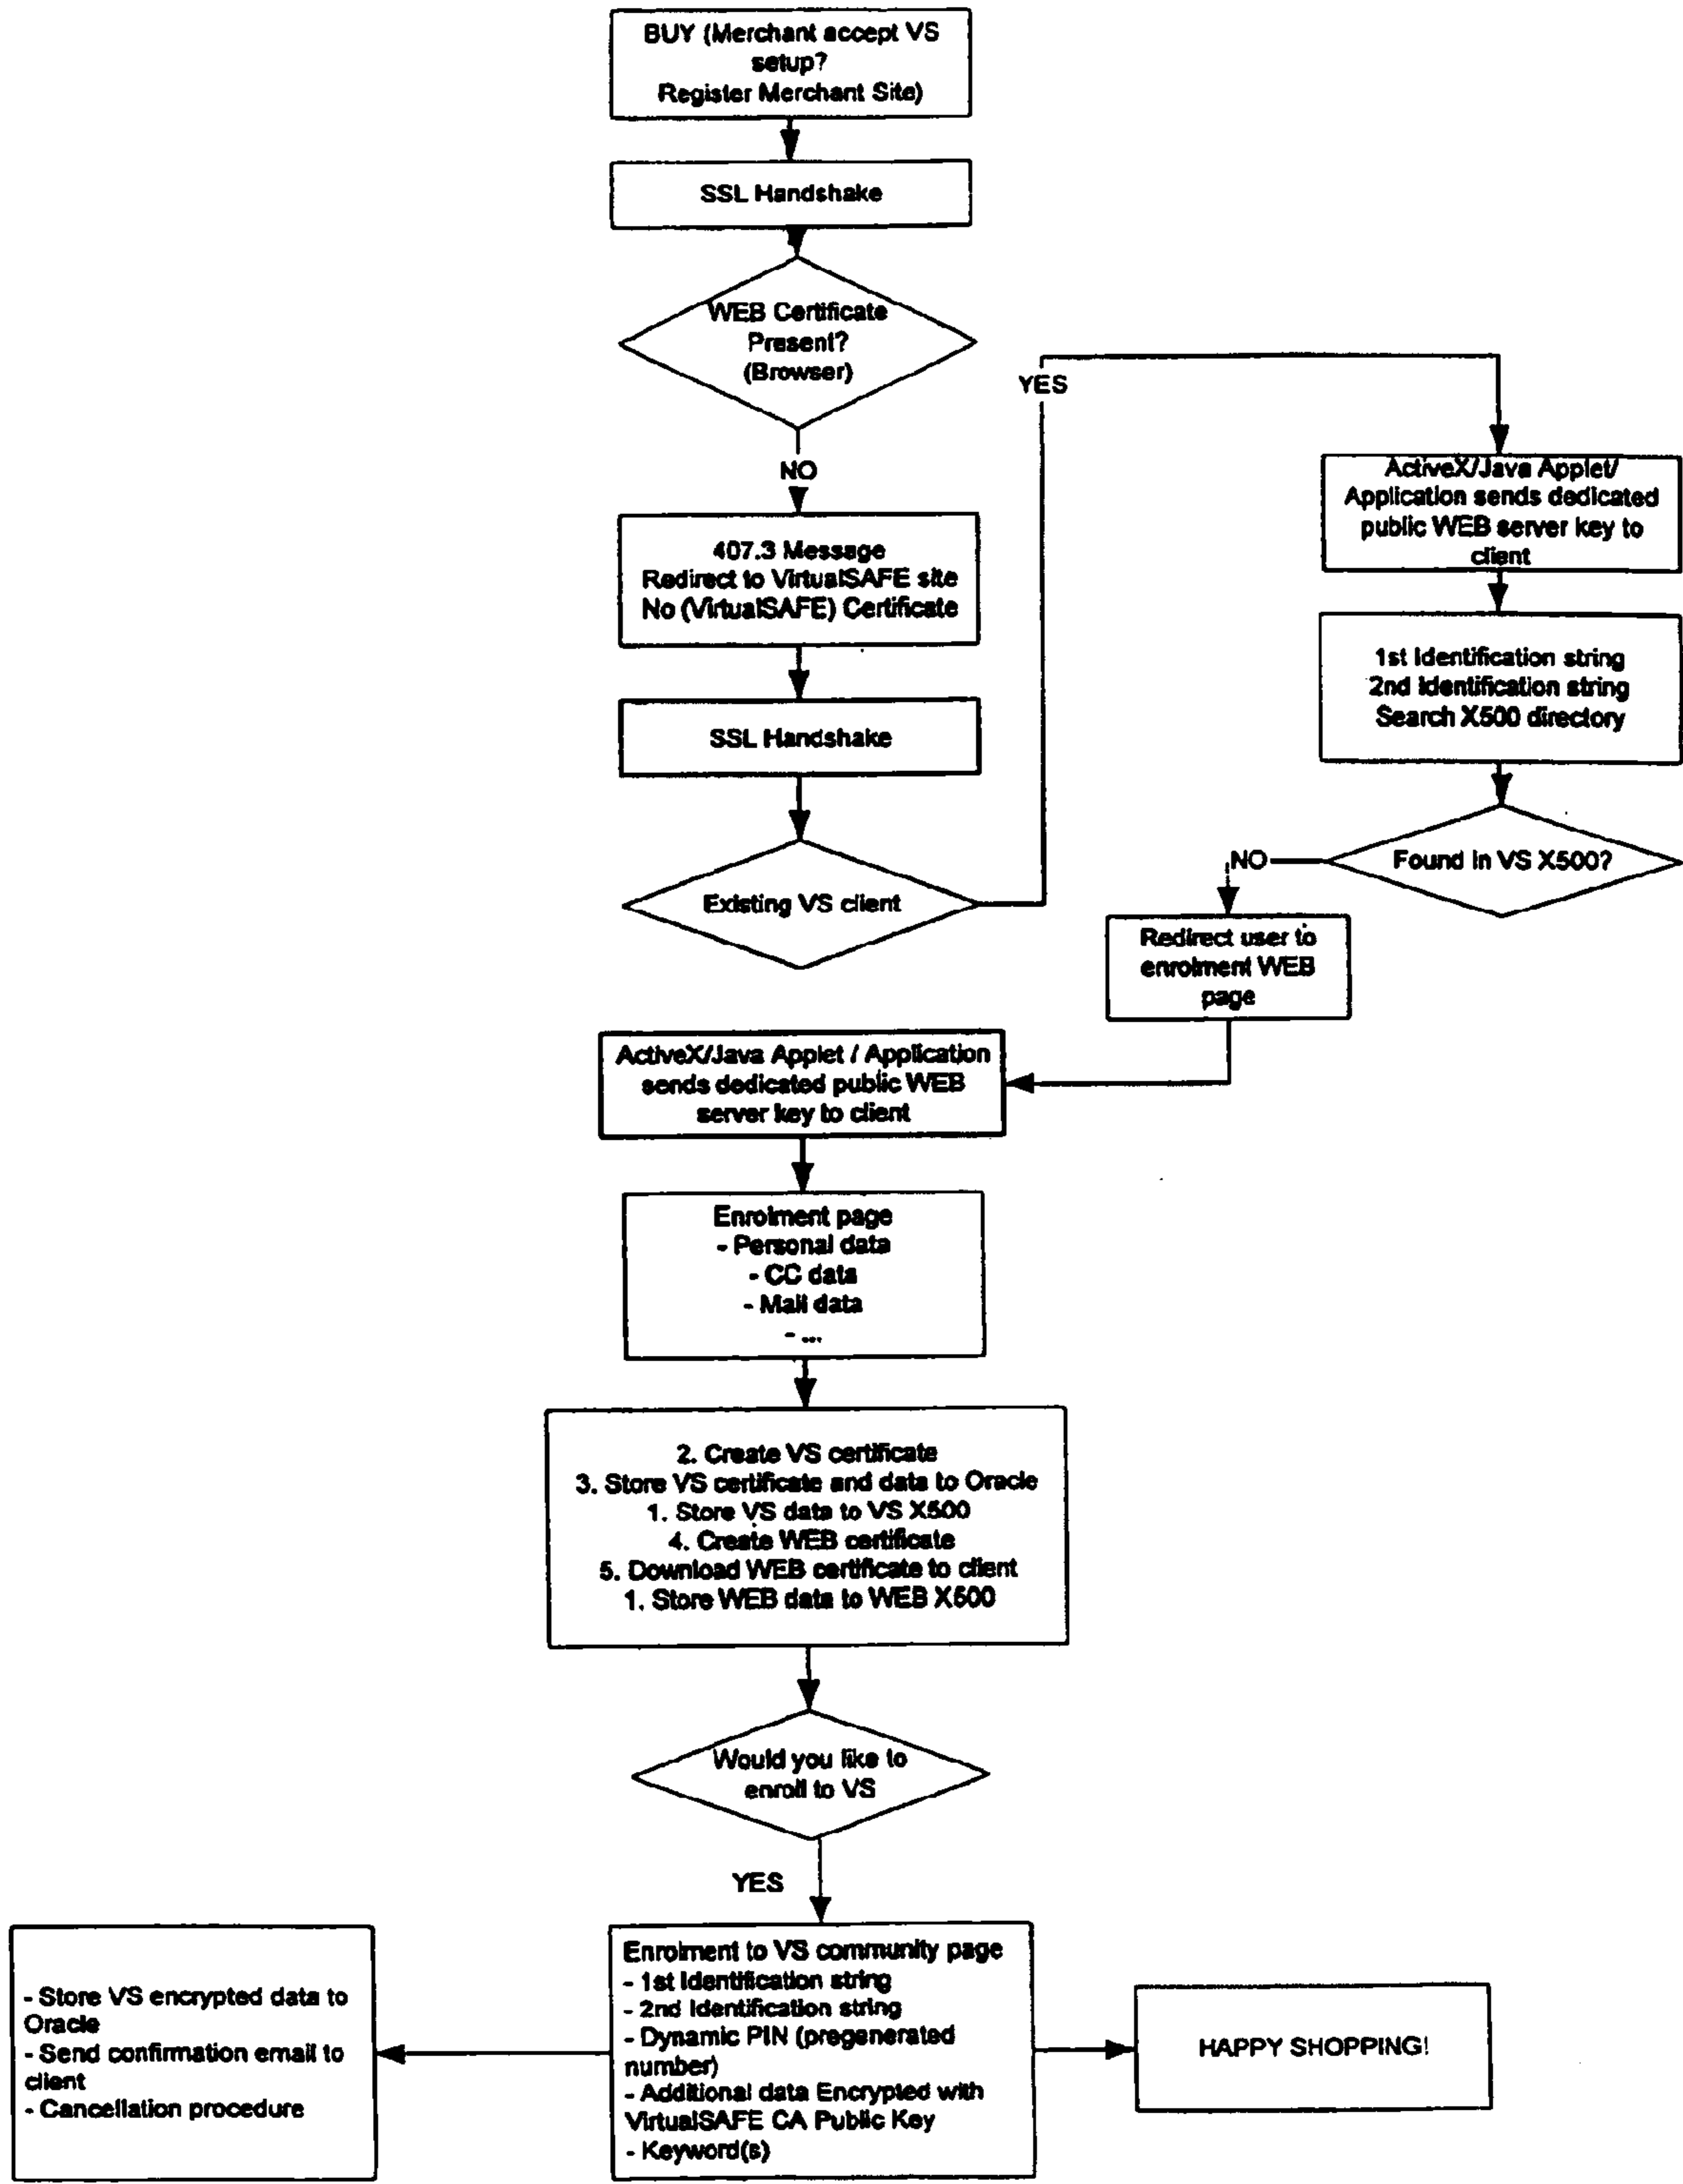 BUY (Merchant accept VS
setup?
Register Merchant Site)
SSL Handshake
WEB Certificate
Present?
(Browser)
YES
NO
ActiveX/Java Applet/
Application sends dedicated
public WEB server key to
client
407.3 Message
Redirect to VirtualSAFE site
No (VirtualSAFE) Certificate
1st Identification string
2nd Identification string
Search X500 directory
SSL Handshake
Found in VS X500?
NO
Existing VS client
Redirect user to
enrolment WEB
page
ActiveX/Java Applet / Application
sends dedicated public WEB
server key to client
Enrolment page
- Personal data
- CC data
- Mail data
- ...
2. Create VS certificate
3. Store VS certificate and data to Oracle
1. Store VS data to VS X500
4. Create WEB certificate
5. Download WEB certificate to client
1. Store WEB data to WEB X500
Would you like to
enroll to VS
YES
- Store VS encrypted data to
Oracle
- Send confirmation email to
client
- Cancellation procedure
Enrolment to VS community page
- 1st Identification string
- 2nd Identification string
- Dynamic PIN (pregenerated
number)
- Additional data Encrypted with
VirtualSAFE CA Public Key
- Keyword(s)
HAPPY SHOPPING!